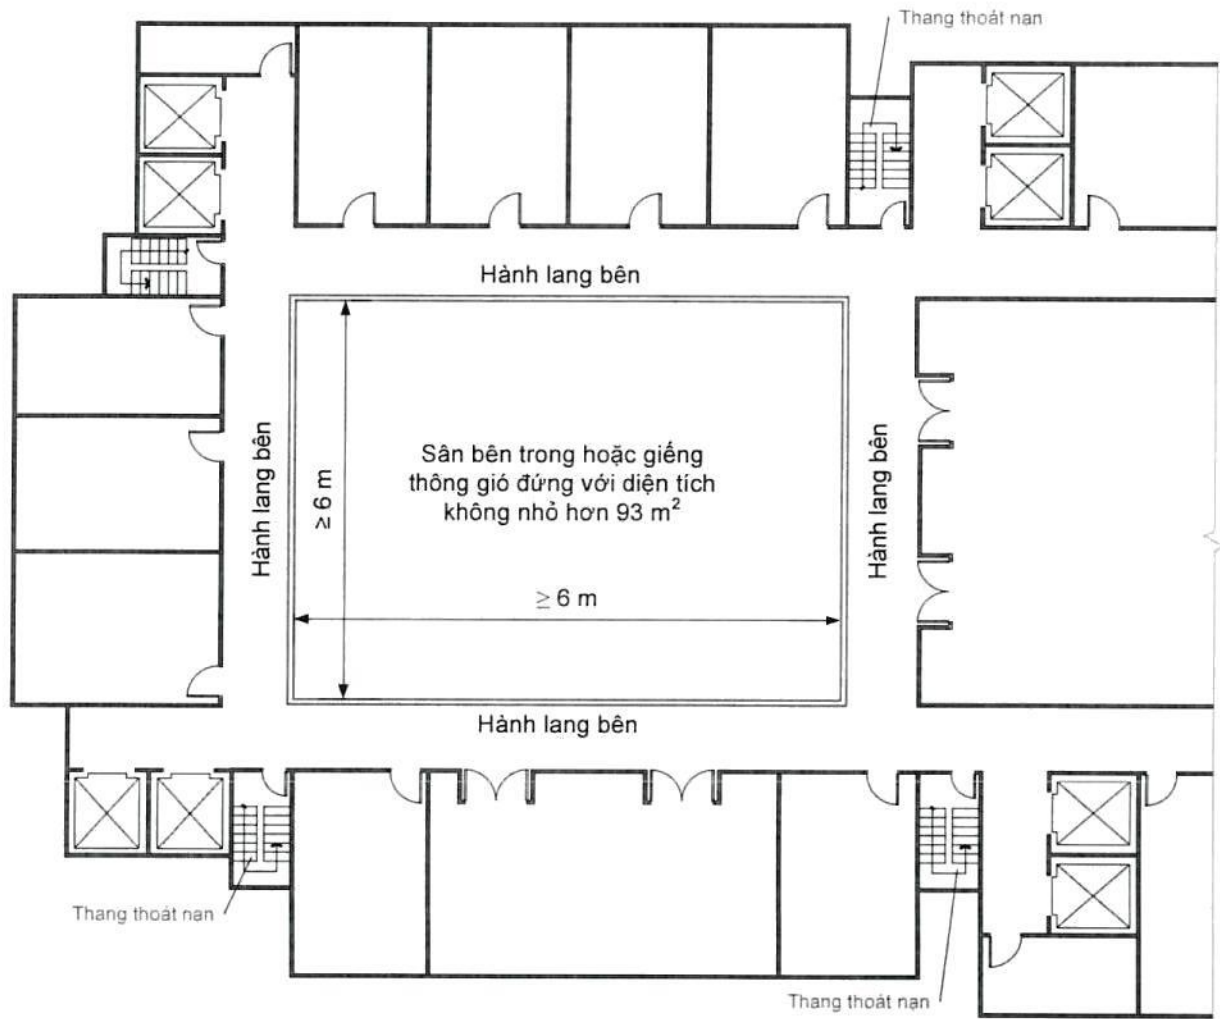 Thang thoát nạn
Hành lang bên
Sân bên trong hoặc giếng
thông gió đứng với diện tích
không nhỏ hơn 93 m²
Hành lang bên
≥ 6 m
Hành lang bên
≥ 6 m
Hành lang bên
Thang thoát nạn
Thang thoát nạn